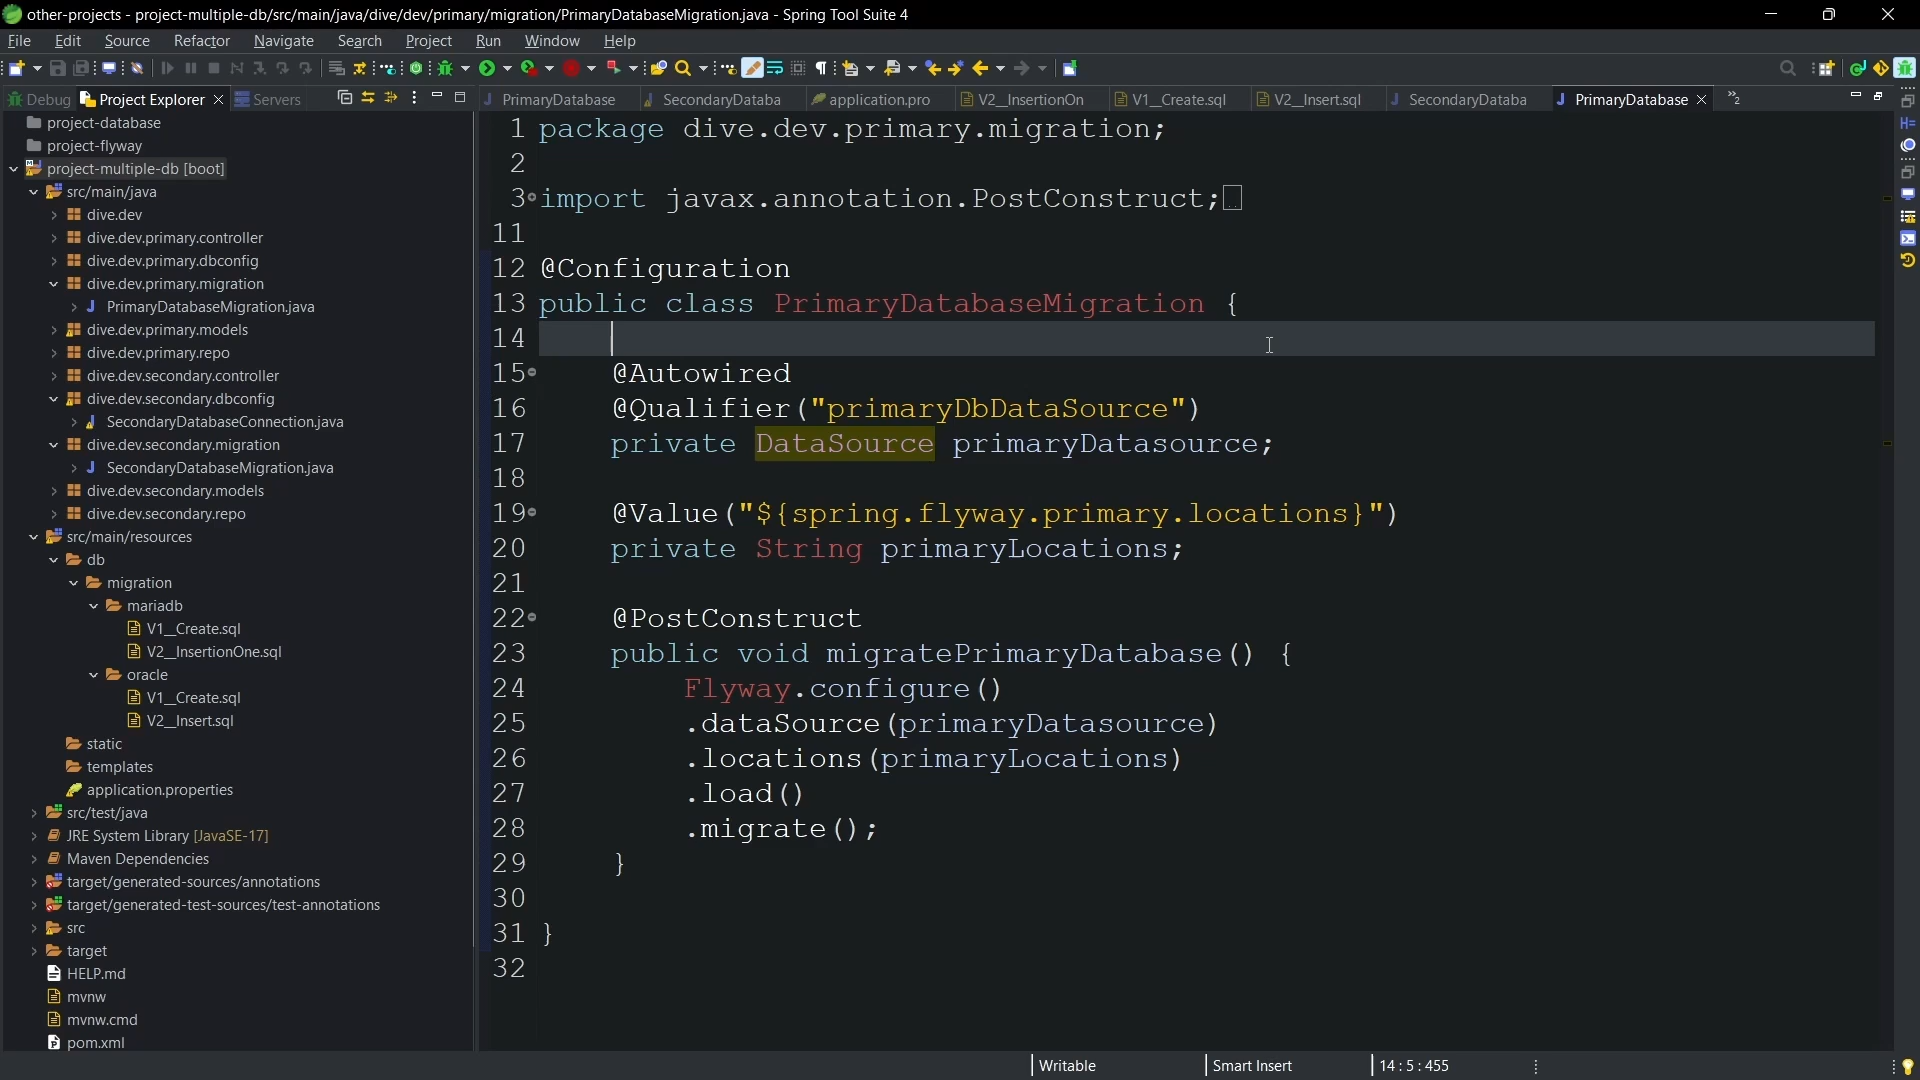 other-projects - project-multiple-db/src/main/java/dive/dev/primary/migration/PrimaryDatabaseMigration.java - Spring Tool Suite 4
File Edit Source Refactor Navigate Search Project Run Window Help
Debug Project Explorer Servers
PrimaryDatabase SecondaryDataba application.pro V2_InsertionOn V1_Create.sql V2_Insert.sql SecondaryDataba PrimaryDatabase »2
project-database
project-flyway
project-multiple-db [boot]
src/main/java
dive.dev
dive.dev.primary.controller
dive.dev.primary.dbconfig
dive.dev.primary.migration
PrimaryDatabaseMigration.java
dive.dev.primary.models
dive.dev.primary.repo
dive.dev.secondary.controller
dive.dev.secondary.dbconfig
SecondaryDatabaseConnection.java
dive.dev.secondary.migration
SecondaryDatabaseMigration.java
dive.dev.secondary.models
dive.dev.secondary.repo
src/main/resources
db
migration
mariadb
V1__Create.sql
V2__InsertionOne.sql
oracle
V1__Create.sql
V2__Insert.sql
static
templates
application.properties
src/test/java
JRE System Library [JavaSE-17]
Maven Dependencies
target/generated-sources/annotations
target/generated-test-sources/test-annotations
src
target
HELP.md
mvnw
mvnw.cmd
pom.xml
1 package dive.dev.primary.migration;
2
3 import javax.annotation.PostConstruct;
11
12 @Configuration
13 public class PrimaryDatabaseMigration {
14
15 @Autowired
16 @Qualifier("primaryDbDataSource")
17 private DataSource primaryDatasource;
18
19 @Value("${spring.flyway.primary.locations}")
20 private String primaryLocations;
21
22 @PostConstruct
23 public void migratePrimaryDatabase() {
24 Flyway.configure()
25 .dataSource(primaryDatasource)
26 .locations(primaryLocations)
27 .load()
28 .migrate();
29 }
30
31 }
32
Writable Smart Insert 14 : 5 : 455